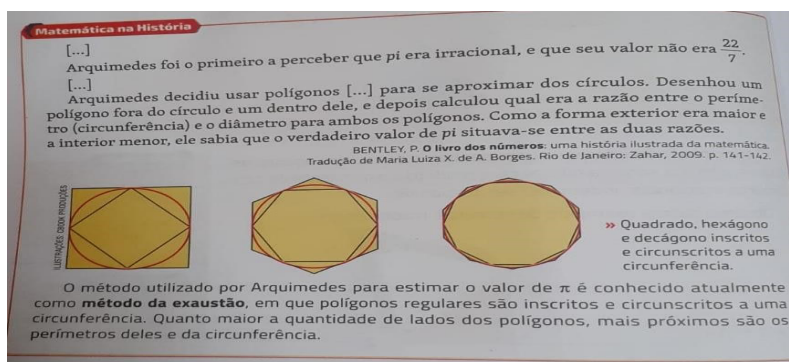 Matemática na História
[...]
Arquimedes foi o primeiro a perceber que pi era irracional, e que seu valor não era 22/7.
[...]
Arquimedes decidiu usar polígonos [...] para se aproximar dos círculos. Desenhou um
polígono fora do círculo e um dentro dele, e depois calculou qual era a razão entre o períme-
tro (circunferência) e o diâmetro para ambos os polígonos. Como a forma exterior era maior e
a interior menor, ele sabia que o verdadeiro valor de pi situava-se entre as duas razões.
BENTLEY, P. O livro dos números: uma história ilustrada da matemática.
Tradução de Maria Luiza X. de A. Borges. Rio de Janeiro: Zahar, 2009. p. 141-142.
ILUSTRAÇÕES: CBOOK PRODUÇÕES
» Quadrado, hexágono
e decágono inscritos
e circunscritos a uma
circunferência.
O método utilizado por Arquimedes para estimar o valor de π é conhecido atualmente
como método da exaustão, em que polígonos regulares são inscritos e circunscritos a uma
circunferência. Quanto maior a quantidade de lados dos polígonos, mais próximos são os
perímetros deles e da circunferência.